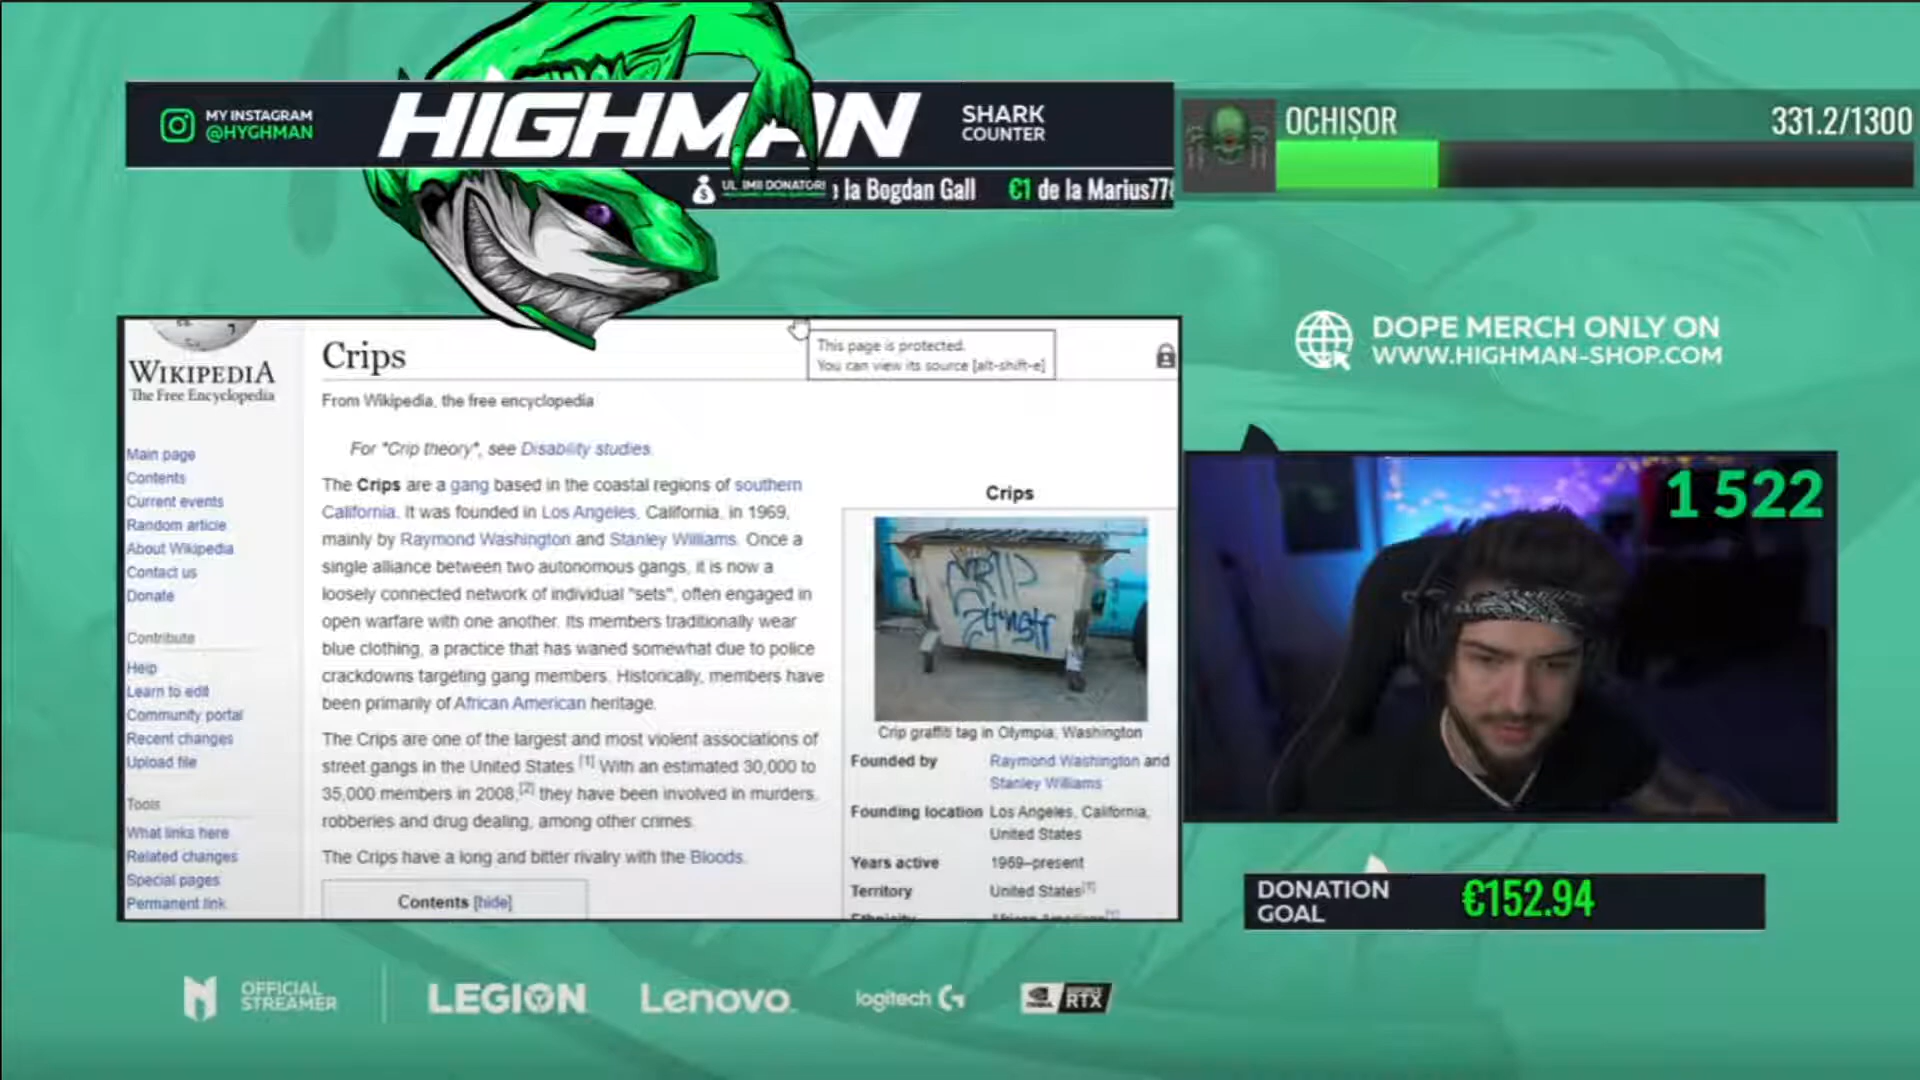 MY INSTAGRAM
@HYGHMAN
HIGHMAN
SHARK
COUNTER
OCHIȘOR
331.2/1300
la Bogdan Gall €1 de la Marius77
DOPE MERCH ONLY ON
WWW.HIGHMAN-SHOP.COM
1 522
WIKIPEDIA
The Free Encyclopedia
Main page
Contents
Current events
Random article
About Wikipedia
Contact us
Donate
Contribute
Help
Learn to edit
Community portal
Recent changes
Upload file
Tools
What links here
Related changes
Special pages
Permanent link
Crips
This page is protected.
You can view its source [alt-shift-e]
From Wikipedia, the free encyclopedia
For "Crip theory", see Disability studies.
The Crips are a gang based in the coastal regions of southern
California. It was founded in Los Angeles, California, in 1969,
mainly by Raymond Washington and Stanley Williams. Once a
single alliance between two autonomous gangs, it is now a
loosely connected network of individual "sets", often engaged in
open warfare with one another. Its members traditionally wear
blue clothing, a practice that has waned somewhat due to police
crackdowns targeting gang members. Historically, members have
been primarily of African American heritage.
The Crips are one of the largest and most violent associations of
street gangs in the United States.[1] With an estimated 30,000 to
35,000 members in 2008,[2] they have been involved in murders,
robberies and drug dealing, among other crimes.
The Crips have a long and bitter rivalry with the Bloods.
Contents [hide]
Crips
CRIP
Crip graffiti tag in Olympia, Washington
Founded by Raymond Washington and
Stanley Williams
Founding location Los Angeles, California,
United States
Years active 1969–present
Territory United States[1]
Ethnicity African American[1]
DONATION
GOAL
€152.94
OFFICIAL
STREAMER
LEGION
Lenovo
logitech G
NVIDIA
GEFORCE
RTX